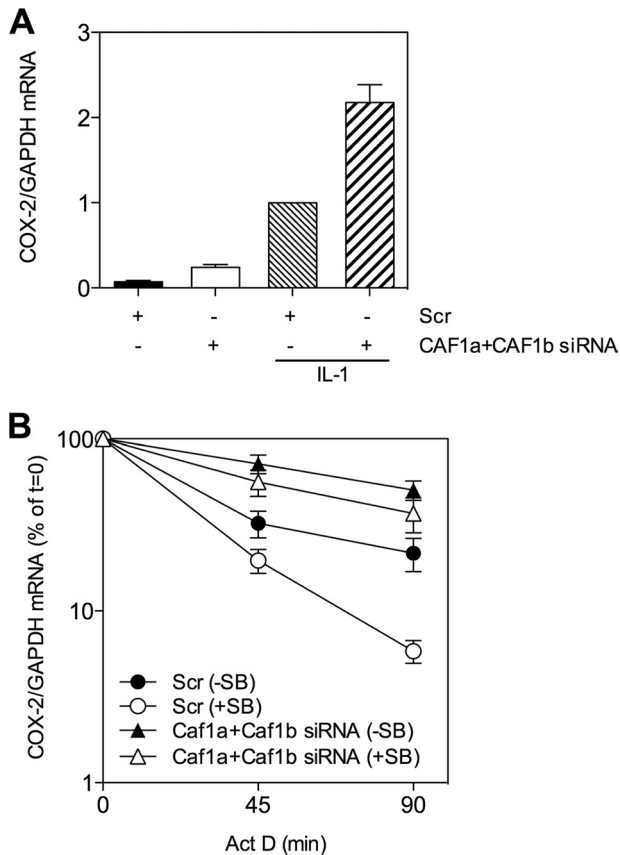 A
COX-2/GAPDH mRNA
3
2
1
0
+ - + - Scr
- + - + CAF1a+CAF1b siRNA
IL-1
B
COX-2/GAPDH mRNA (% of t=0)
100
10
1
Scr (-SB)
Scr (+SB)
Caf1a+Caf1b siRNA (-SB)
Caf1a+Caf1b siRNA (+SB)
0 45 90
Act D (min)